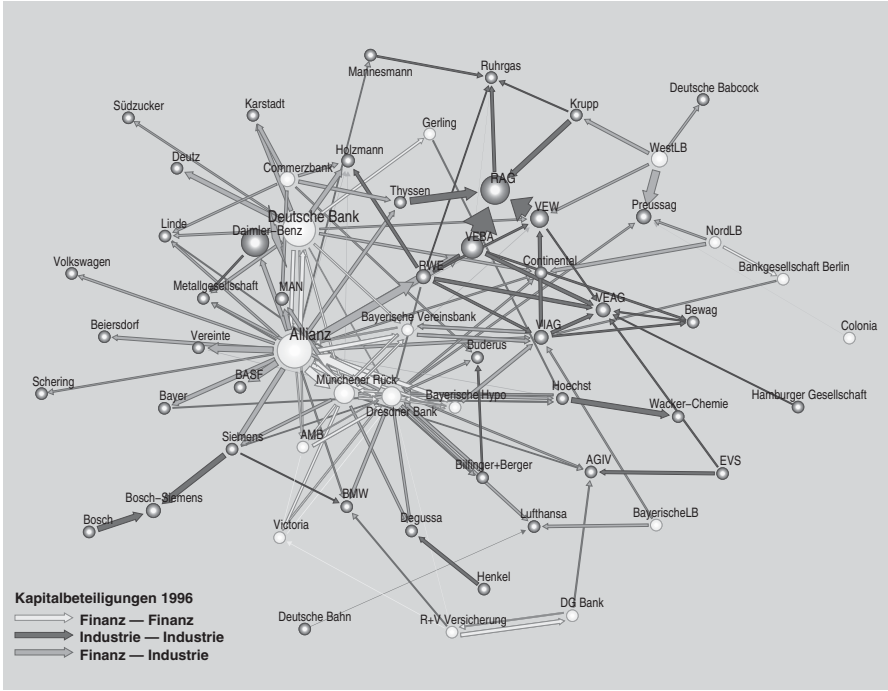 Mannesmann
Ruhrgas
Deutsche Babcock
Südzucker
Karstadt
Krupp
Gerling
Deutz
Holzmann
WestLB
Commerzbank
RAG
Thyssen
Preussag
VEW
Deutsche Bank
Linde
Daimler–Benz
VEBA
NordLB
Volkswagen
RWE
Continental
Bankgesellschaft Berlin
Metallgesellschaft
MAN
VEAG
Bewag
Bayerische Vereinsbank
VIAG
Colonia
Beiersdorf
Vereinte
Allianz
Buderus
Schering
BASF
Münchener Rück
Bayer
Dresdner Bank
Bayerische Hypo
Hoechst
Hamburger Gesellschaft
Wacker–Chemie
Siemens
AMB
Bilfinger+Berger
AGIV
EVS
Bosch–Siemens
BMW
Bosch
Victoria
Degussa
Lufthansa
BayerischeLB
Henkel
Kapitalbeteiligungen 1996
Finanz — Finanz
Industrie — Industrie
Finanz — Industrie
Deutsche Bahn
R+V Versicherung
DG Bank